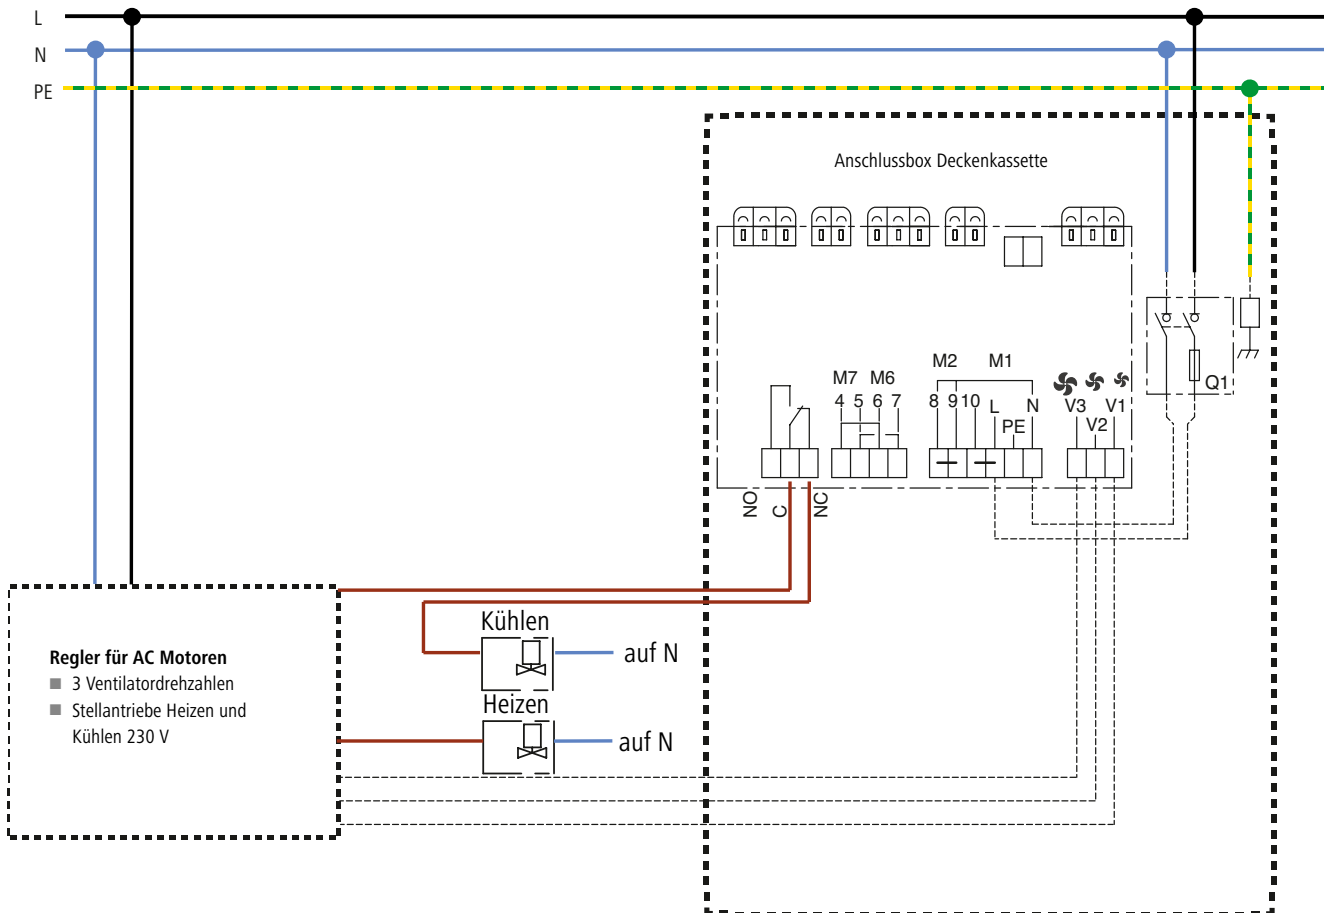 L
N
PE
Anschlussbox Deckenkassette
M2 M1
M7 M6
4 5 6 7
8 9 10 L N
PE
V3 V1
V2
Q1
NO
C
NC
Kühlen
auf N
Heizen
auf N
Regler für AC Motoren
3 Ventilatordrehzahlen
Stellantriebe Heizen und
Kühlen 230 V